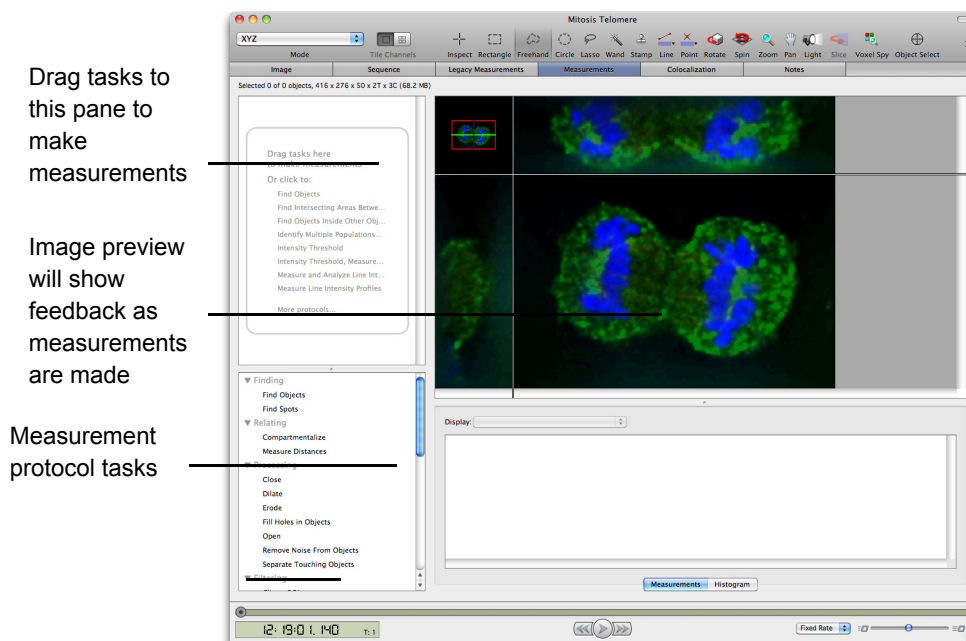 Mitosis Telomere
XYZ
Mode
Tile Channels
Inspect Rectangle Freehand Circle Lasso Wand Stamp Line Point Rotate Spin Zoom Pan Light Slice Voxel Spy Object Select
Image Sequence Legacy Measurements Measurements Colocalization Notes
Selected 0 of 0 objects, 416 x 276 x 50 x 2T x 3C (68.2 MB)
Drag tasks to
this pane to
make
measurements
Drag tasks here
to make measurements
Or click to:
Find Objects
Find Intersecting Areas Betwe...
Find Objects Inside Other Obj...
Identify Multiple Populations...
Intensity Threshold
Intensity Threshold, Measure...
Measure and Analyze Line Int...
Measure Line Intensity Profiles
More protocols...
Image preview
will show
feedback as
measurements
are made
Measurement
protocol tasks
Finding
Find Objects
Find Spots
Relating
Compartmentalize
Measure Distances
Processing
Close
Dilate
Erode
Fill Holes in Objects
Open
Remove Noise From Objects
Separate Touching Objects
Filtering
Display:
Measurements Histogram
12:19:01.140 T: 1
Fixed Rate